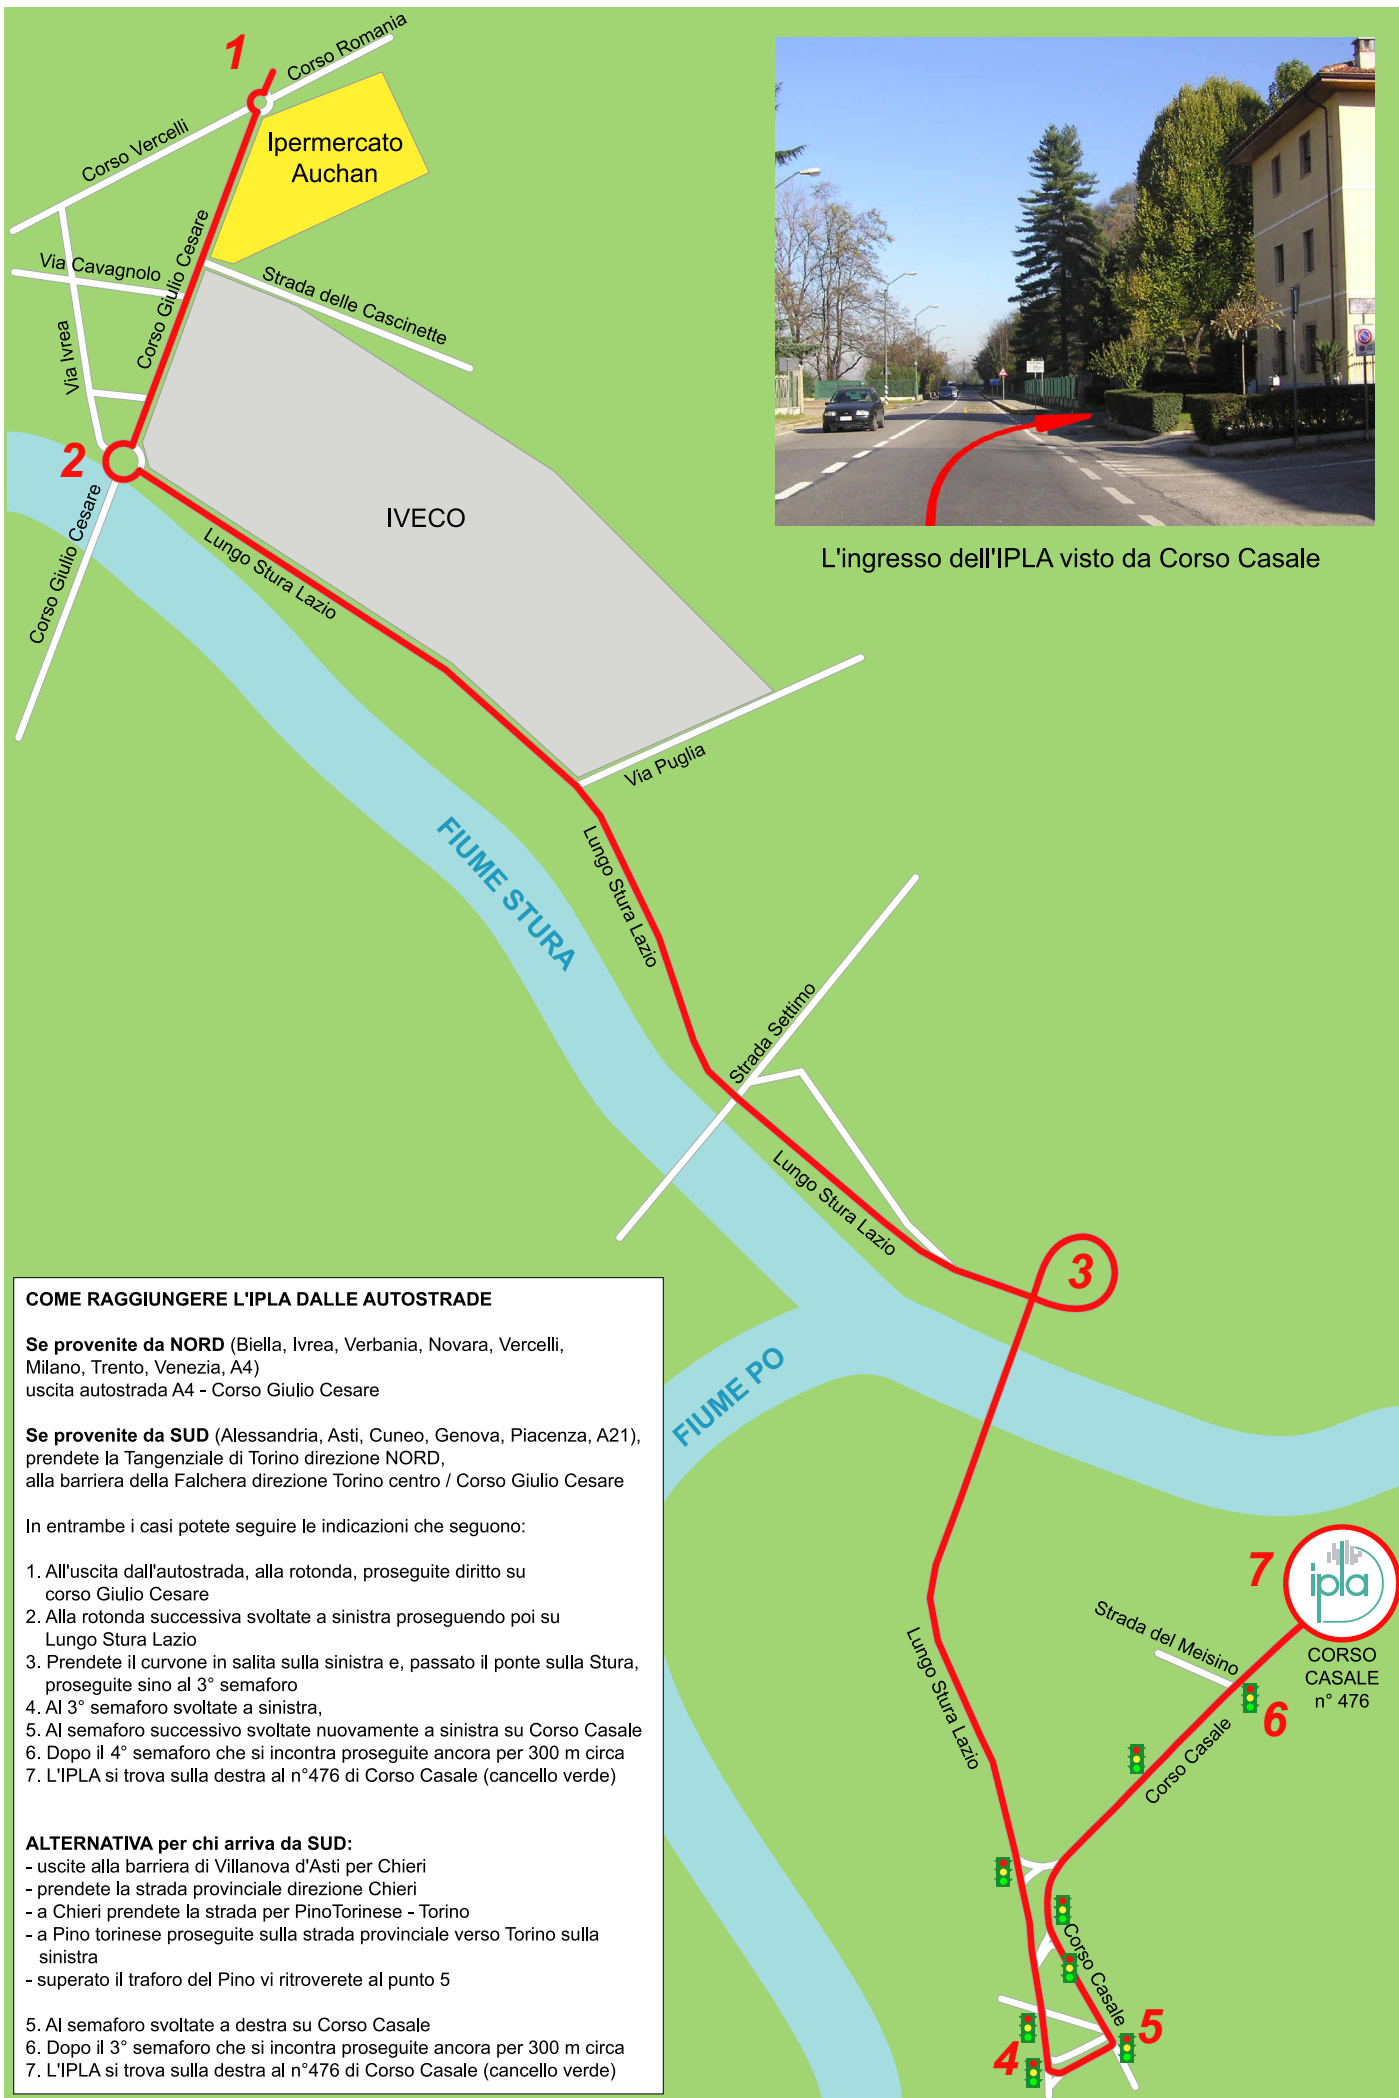 1
Corso Romania
Corso Vercelli
Ipermercato
Auchan
Corso Giulio Cesare
Via Cavagnolo
Strada delle Cascinette
Via Ivrea
2
Corso Giulio Cesare
IVECO
Lungo Stura Lazio
L'ingresso dell'IPLA visto da Corso Casale
Via Puglia
FIUME STURA
Lungo Stura Lazio
Strada Settimo
Lungo Stura Lazio
3
FIUME PO
COME RAGGIUNGERE L'IPLA DALLE AUTOSTRADE
Se provenite da NORD (Biella, Ivrea, Verbania, Novara, Vercelli,
Milano, Trento, Venezia, A4)
uscita autostrada A4 - Corso Giulio Cesare
Se provenite da SUD (Alessandria, Asti, Cuneo, Genova, Piacenza, A21),
prendete la Tangenziale di Torino direzione NORD,
alla barriera della Falchera direzione Torino centro / Corso Giulio Cesare
In entrambe i casi potete seguire le indicazioni che seguono:
1. All'uscita dall'autostrada, alla rotonda, proseguite diritto su
corso Giulio Cesare
2. Alla rotonda successiva svoltate a sinistra proseguendo poi su
Lungo Stura Lazio
3. Prendete il curvone in salita sulla sinistra e, passato il ponte sulla Stura,
proseguite sino al 3° semaforo
4. Al 3° semaforo svoltate a sinistra,
5. Al semaforo successivo svoltate nuovamente a sinistra su Corso Casale
6. Dopo il 4° semaforo che si incontra proseguite ancora per 300 m circa
7. L'IPLA si trova sulla destra al n°476 di Corso Casale (cancello verde)
ALTERNATIVA per chi arriva da SUD:
- uscite alla barriera di Villanova d'Asti per Chieri
- prendete la strada provinciale direzione Chieri
- a Chieri prendete la strada per PinoTorinese - Torino
- a Pino torinese proseguite sulla strada provinciale verso Torino sulla
sinistra
- superato il traforo del Pino vi ritroverete al punto 5
5. Al semaforo svoltate a destra su Corso Casale
6. Dopo il 3° semaforo che si incontra proseguite ancora per 300 m circa
7. L'IPLA si trova sulla destra al n°476 di Corso Casale (cancello verde)
7
ipla
CORSO
CASALE
n° 476
Strada del Meisino
6
Corso Casale
Lungo Stura Lazio
Corso Casale
5
4